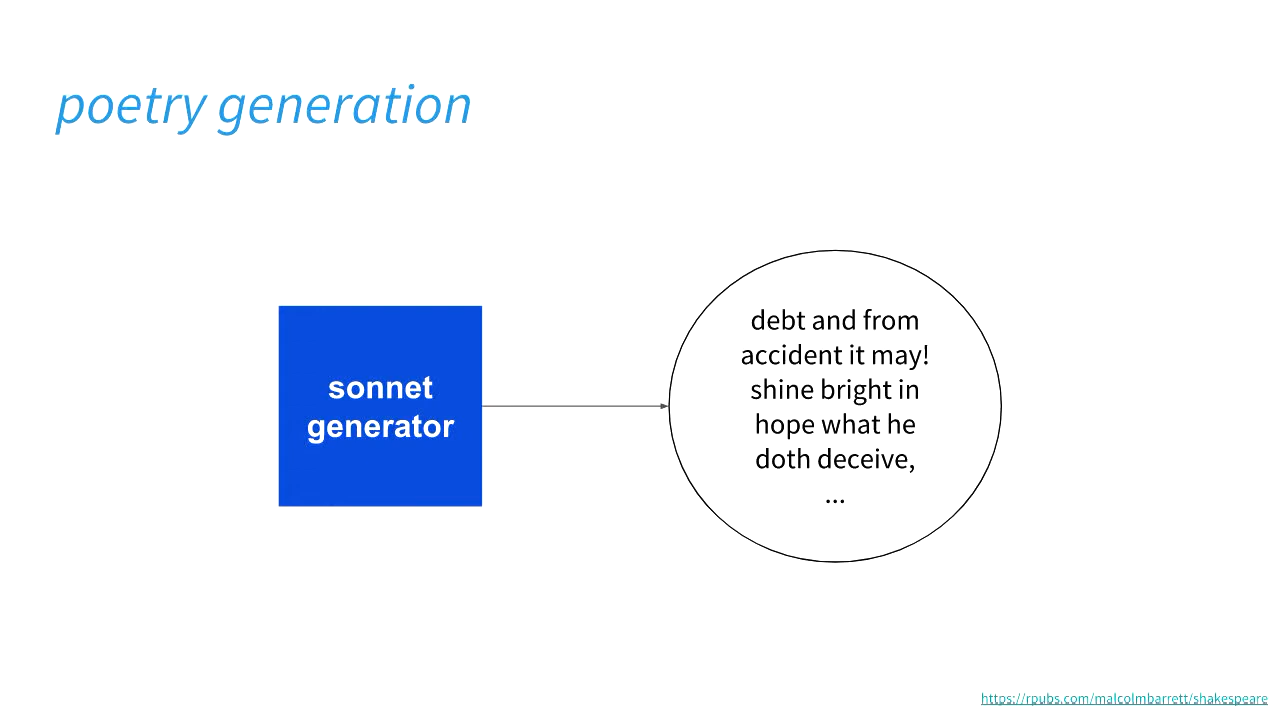 poetry generation
sonnet
generator
debt and from
accident it may!
shine bright in
hope what he
doth deceive,
...
https://rpubs.com/malcolmbarrett/shakespeare